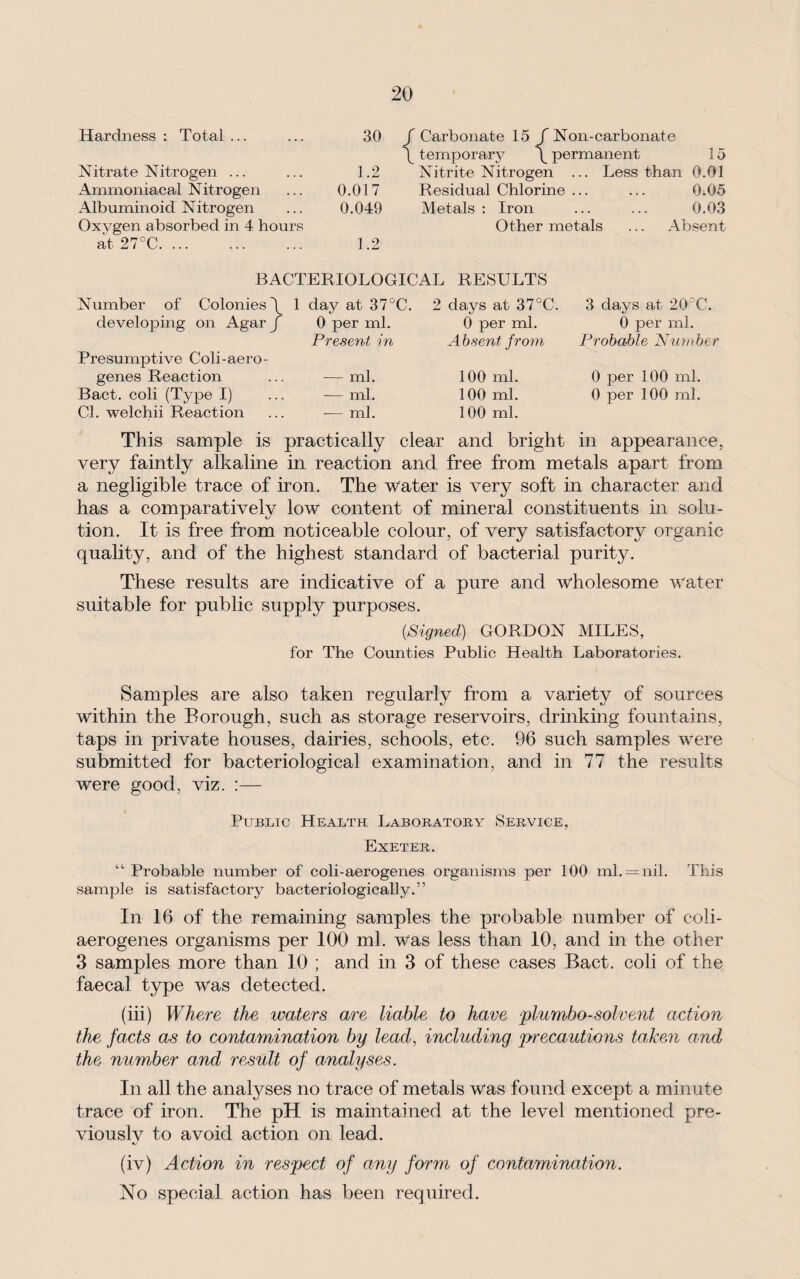 20
Hardness : Total ... ... 30 { Carbonate 15 { Non-carbonate
{ temporary { permanent 15
Nitrate Nitrogen ... ... 1.2 Nitrite Nitrogen ... Less than 0.01
Ammoniacal Nitrogen ... 0.017 Residual Chlorine ... ... 0.05
Albuminoid Nitrogen ... 0.049 Metals : Iron ... ... 0.03
Oxygen absorbed in 4 hours Other metals ... Absent
at 27°C. ... ... ... 1.2
BACTERIOLOGICAL RESULTS
Number of Colonies } 1 day at 37°C. 2 days at 37°C. 3 days at 20°C.
developing on Agar } 0 per ml. 0 per ml. 0 per ml.
Present in Absent from Probable Number
Presumptive Coli-aero-
genes Reaction ... — ml. 100 ml. 0 per 100 ml.
Bact. coli (Type I) ... — ml. 100 ml. 0 per 100 ml.
Cl. welchii Reaction ... — ml. 100 ml.
This sample is practically clear and bright in appearance,
very faintly alkaline in reaction and free from metals apart from
a negligible trace of iron. The water is very soft in character and
has a comparatively low content of mineral constituents in solu-
tion. It is free from noticeable colour, of very satisfactory organic
quality, and of the highest standard of bacterial purity.
These results are indicative of a pure and wholesome water
suitable for public supply purposes.
(Signed) GORDON MILES,
for The Counties Public Health Laboratories.
Samples are also taken regularly from a variety of sources
within the Borough, such as storage reservoirs, drinking fountains,
taps in private houses, dairies, schools, etc. 96 such samples were
submitted for bacteriological examination, and in 77 the results
were good, viz. :—
Public Health Laboratory Service,
Exeter.
“ Probable number of coli-aerogenes organisms per 100 ml. = nil. This
sample is satisfactory bacteriologically.”
In 16 of the remaining samples the probable number of coli-
aerogenes organisms per 100 ml. was less than 10, and in the other
3 samples more than 10 ; and in 3 of these cases Bact. coli of the
faecal type was detected.
(iii) Where the waters are liable to have plumbo-solvent action
the facts as to contamination by lead, including precautions taken and
the number and result of analyses.
In all the analyses no trace of metals was found except a minute
trace of iron. The pH is maintained at the level mentioned pre-
viously to avoid action on lead.
(iv) Action in respect of any form of contamination.
No special action has been required.